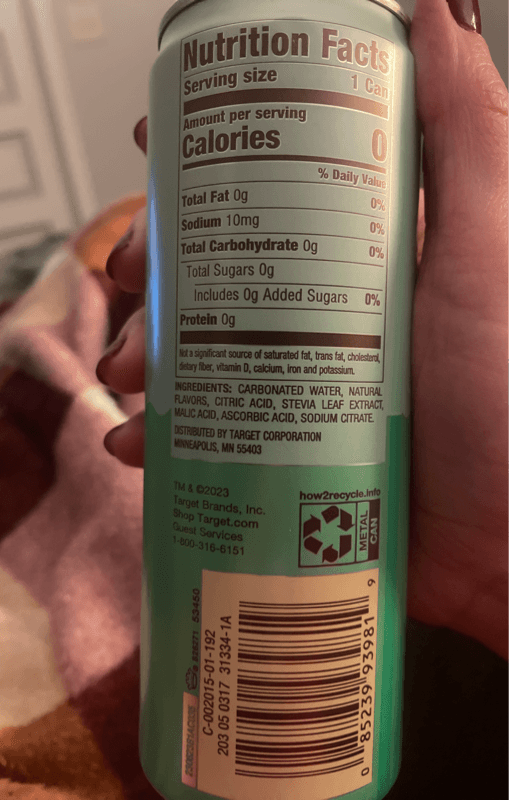 Nutrition Facts
Serving size 1 Can
Amount per serving
Calories 0
% Daily Value
Total Fat 0g 0%
Sodium 10mg 0%
Total Carbohydrate 0g 0%
Total Sugars 0g
Includes 0g Added Sugars 0%
Protein 0g
Not a significant source of saturated fat, trans fat, cholesterol,
dietary fiber, vitamin D, calcium, iron and potassium.
INGREDIENTS: CARBONATED WATER, NATURAL
FLAVORS, CITRIC ACID, STEVIA LEAF EXTRACT,
MALIC ACID, ASCORBIC ACID, SODIUM CITRATE.
DISTRIBUTED BY TARGET CORPORATION
MINNEAPOLIS, MN 55403
TM & ©2023
Target Brands, Inc.
Shop Target.com
Guest Services
1-800-316-6151
how2recycle.info
METAL
CAN
53460
C-002015-01-192
203 05 0317 31334-1A
0 85239 93981 9